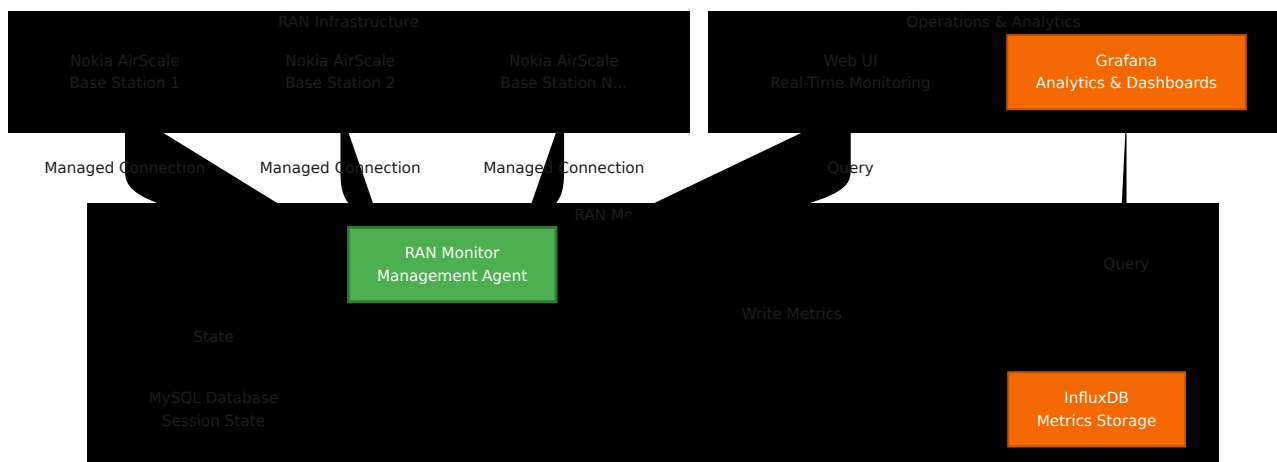 RAN Infrastructure
Nokia AirScale
Base Station 1
Nokia AirScale
Base Station 2
Nokia AirScale
Base Station N...
Operations & Analytics
Web UI
Real-Time Monitoring
Grafana
Analytics & Dashboards
Managed Connection
Managed Connection
Managed Connection
Query
RAN
RAN Monitor
Management Agent
Query
Write Metrics
State
MySQL Database
Session State
InfluxDB
Metrics Storage